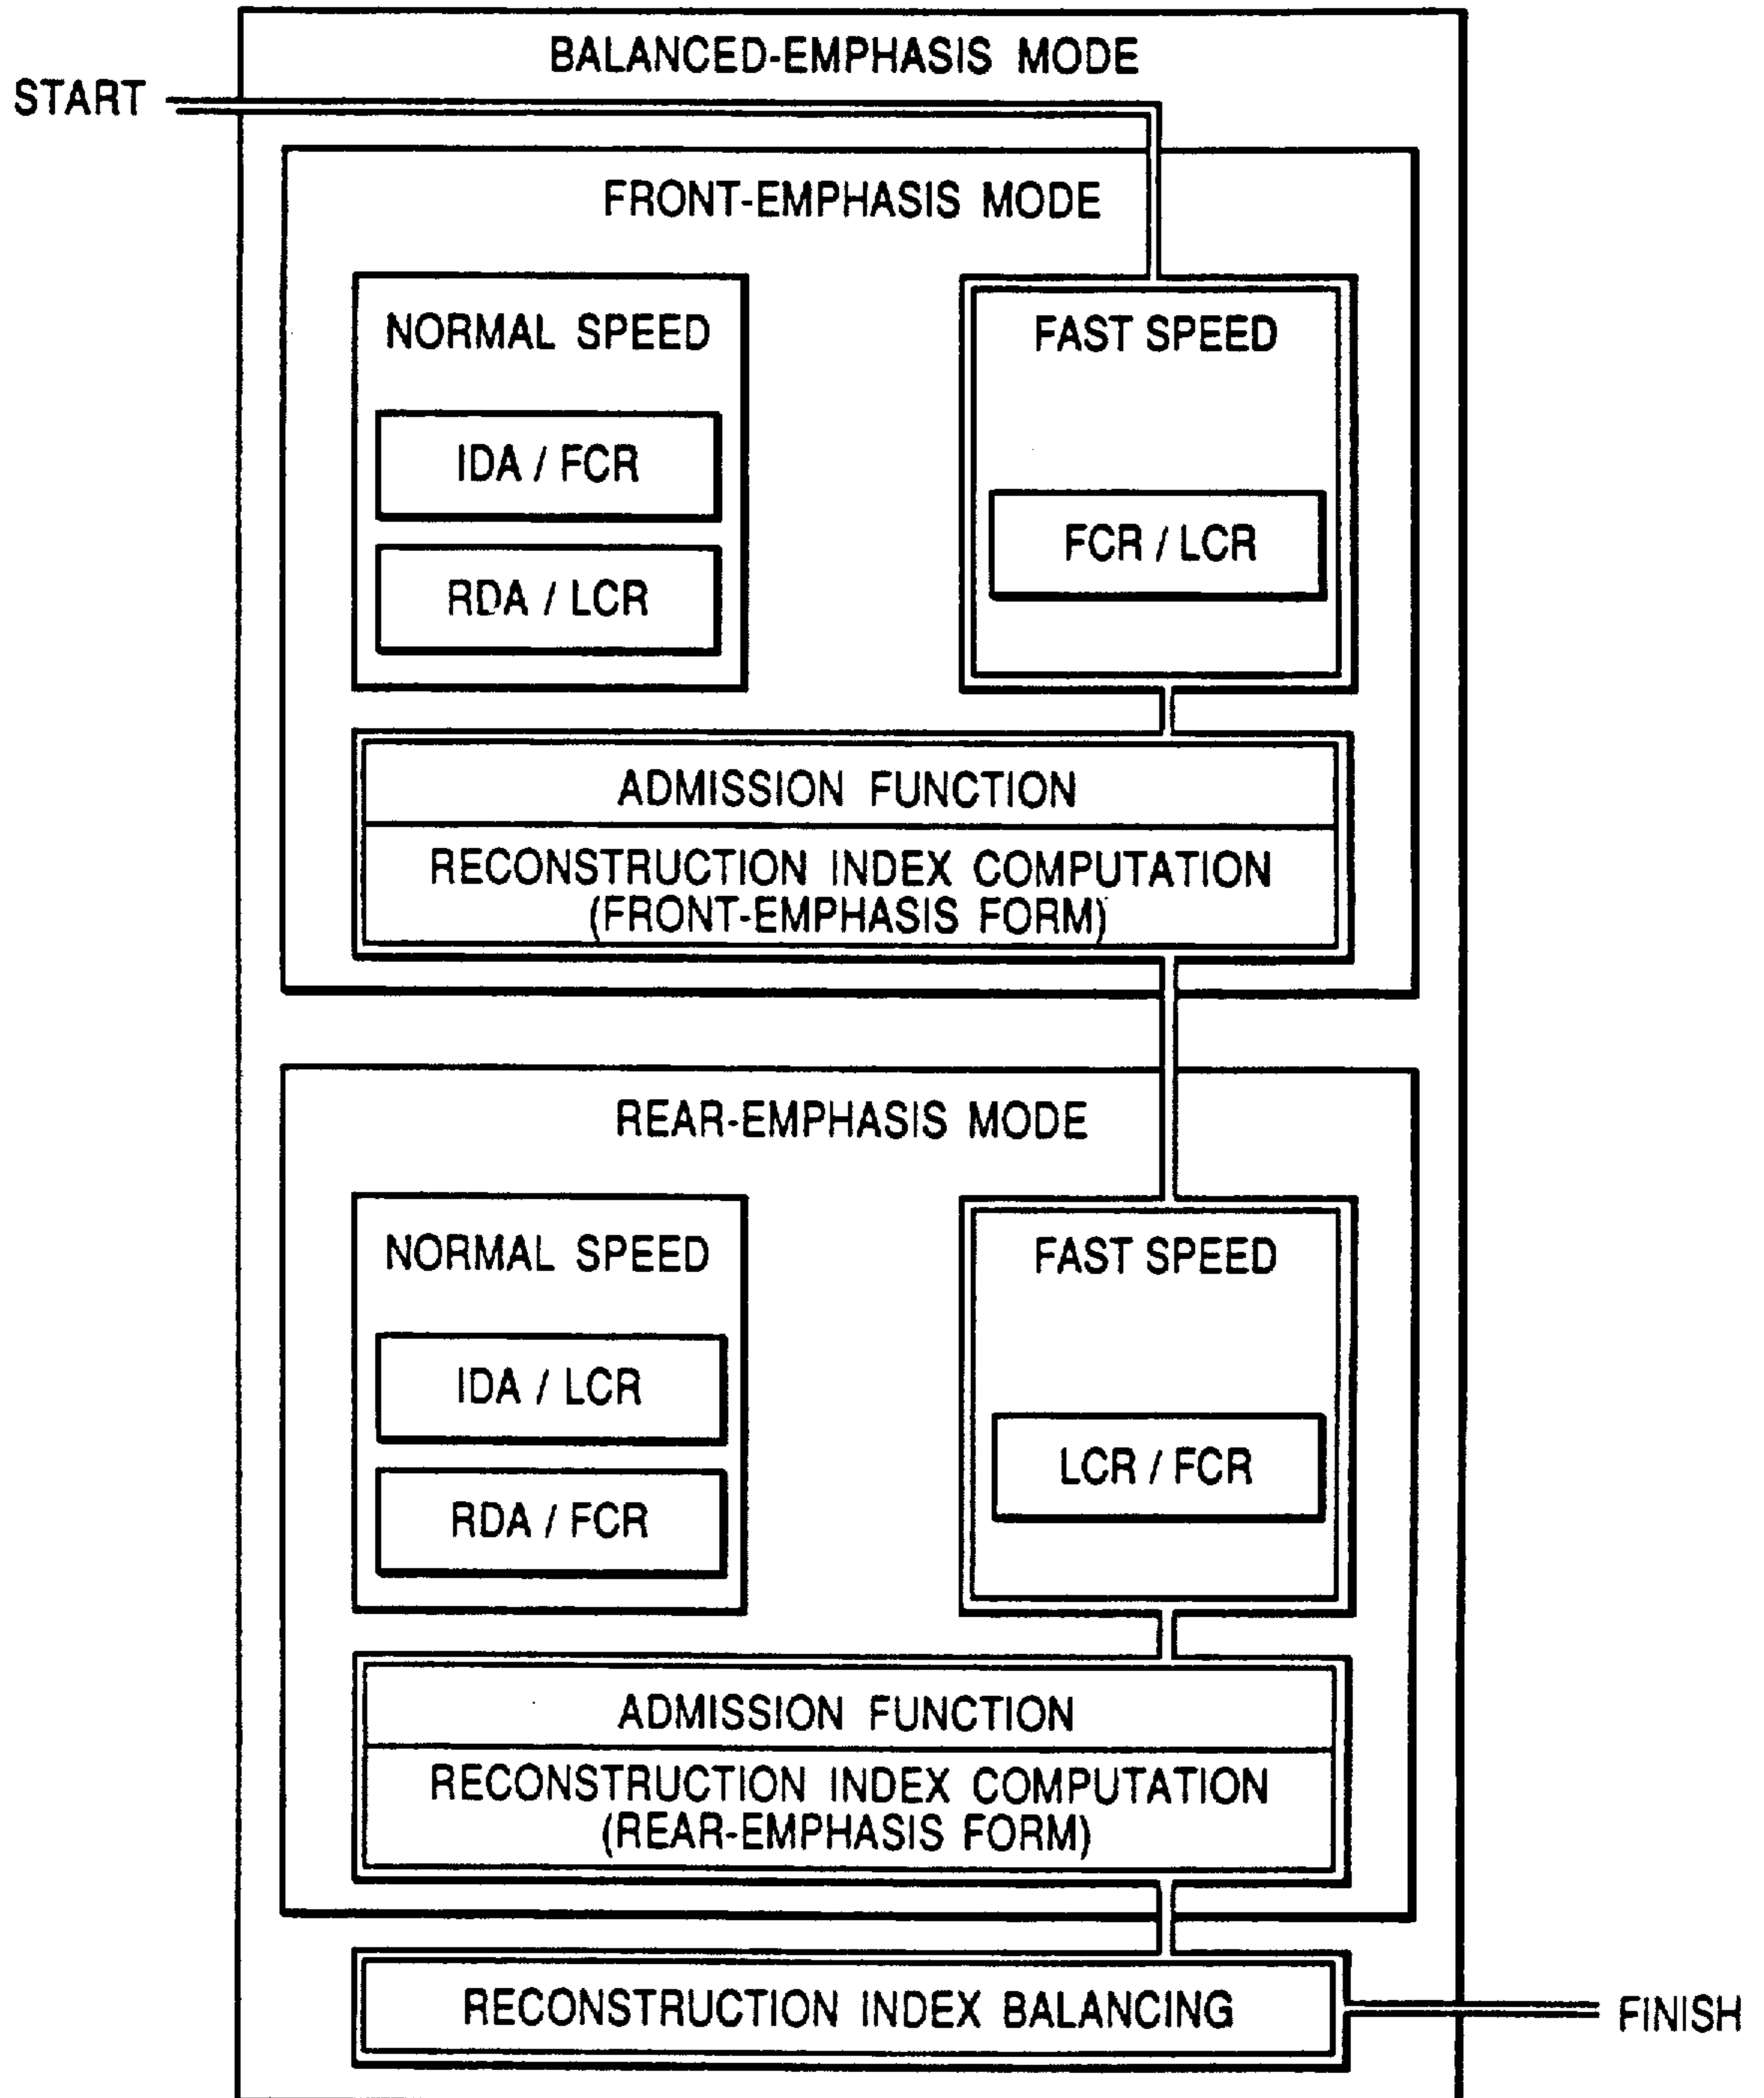 BALANCED-EMPHASIS MODE
START
FRONT-EMPHASIS MODE
NORMAL SPEED
IDA / FCR
RDA / LCR
FAST SPEED
FCR / LCR
ADMISSION FUNCTION
RECONSTRUCTION INDEX COMPUTATION
(FRONT-EMPHASIS FORM)
REAR-EMPHASIS MODE
NORMAL SPEED
IDA / LCR
RDA / FCR
FAST SPEED
LCR / FCR
ADMISSION FUNCTION
RECONSTRUCTION INDEX COMPUTATION
(REAR-EMPHASIS FORM)
RECONSTRUCTION INDEX BALANCING
FINISH